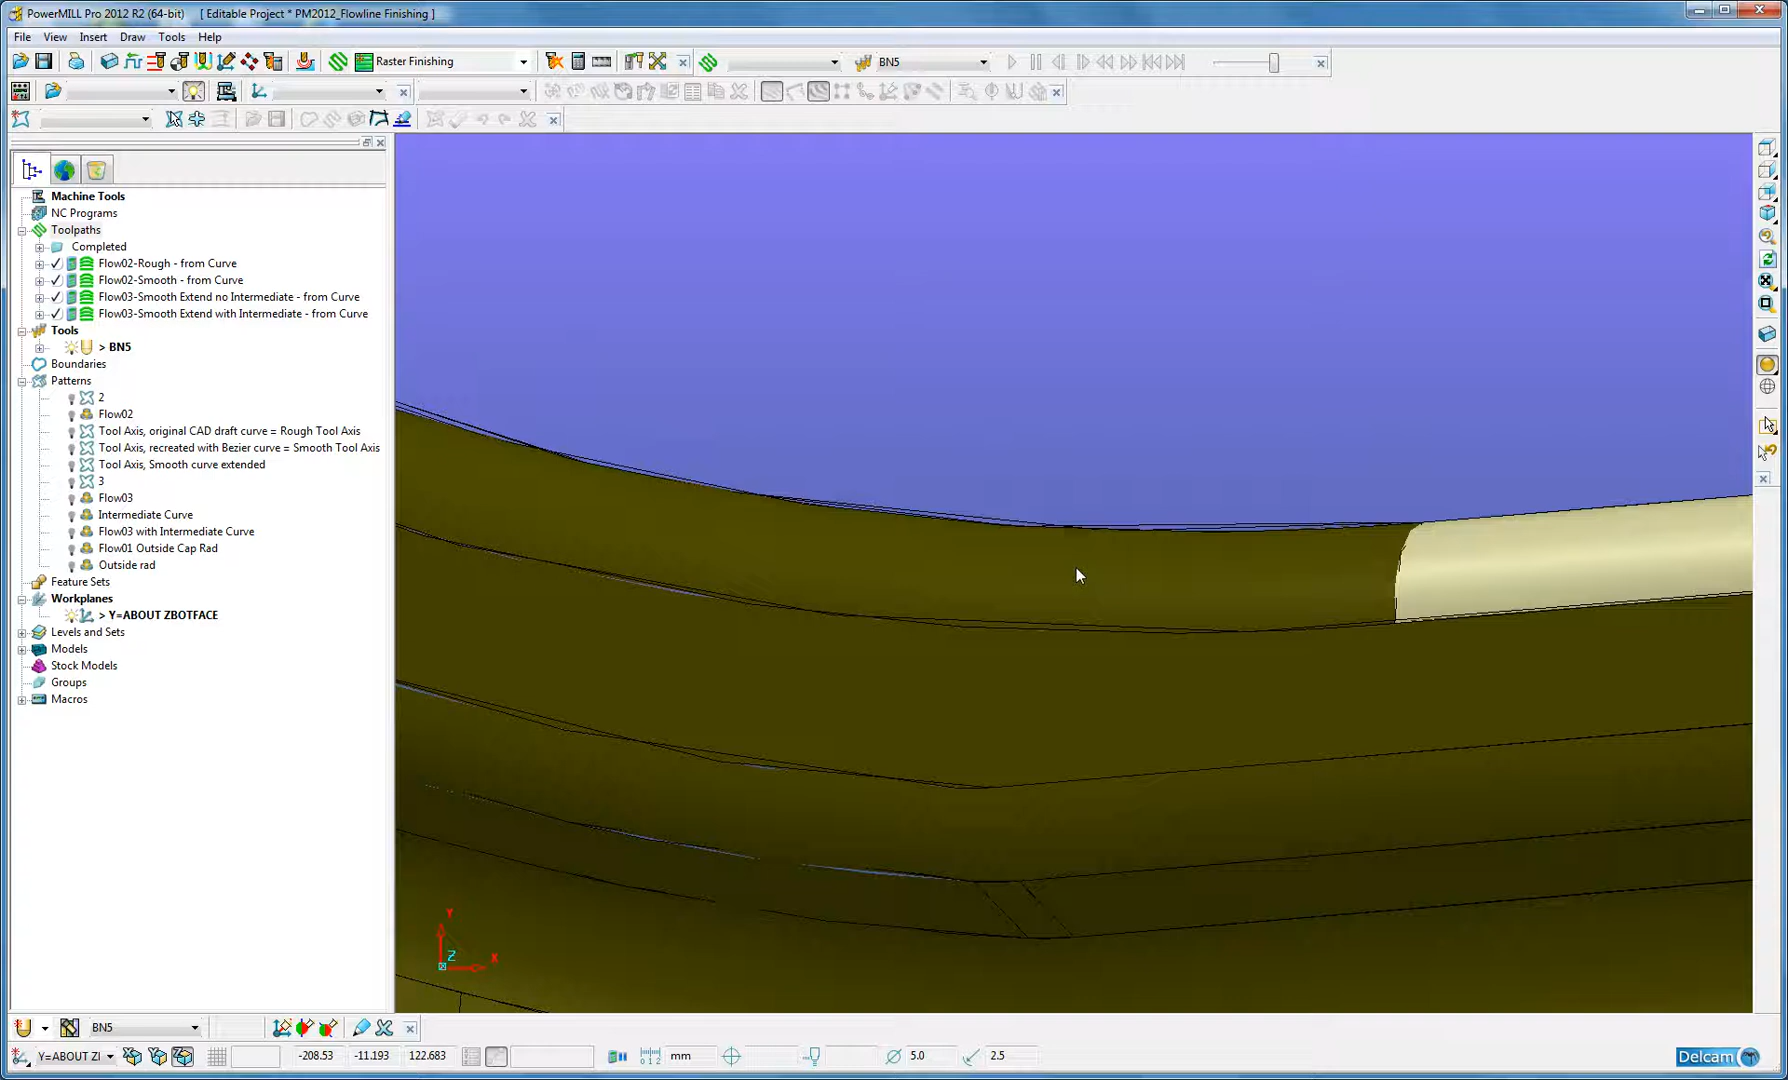 PowerMILL Pro 2012 R2 (64-bit) [ Editable Project * PM2012_Flowline Finishing ]
File View Insert Draw Tools Help
Raster Finishing BN5
Machine Tools
NC Programs
Toolpaths
Completed
Flow02-Rough - from Curve
Flow02-Smooth - from Curve
Flow03-Smooth Extend no Intermediate - from Curve
Flow03-Smooth Extend with Intermediate - from Curve
Tools
> BN5
Boundaries
Patterns
2
Flow02
Tool Axis, original CAD draft curve = Rough Tool Axis
Tool Axis, recreated with Bezier curve = Smooth Tool Axis
Tool Axis, Smooth curve extended
3
Flow03
Intermediate Curve
Flow03 with Intermediate Curve
Flow01 Outside Cap Rad
Outside rad
Feature Sets
Workplanes
> Y=ABOUT ZBOTFACE
Levels and Sets
Models
Stock Models
Groups
Macros
Y
Z
X
BN5
Y=ABOUT ZI -208.53 -11.193 122.683 mm 5.0 2.5 Delcam